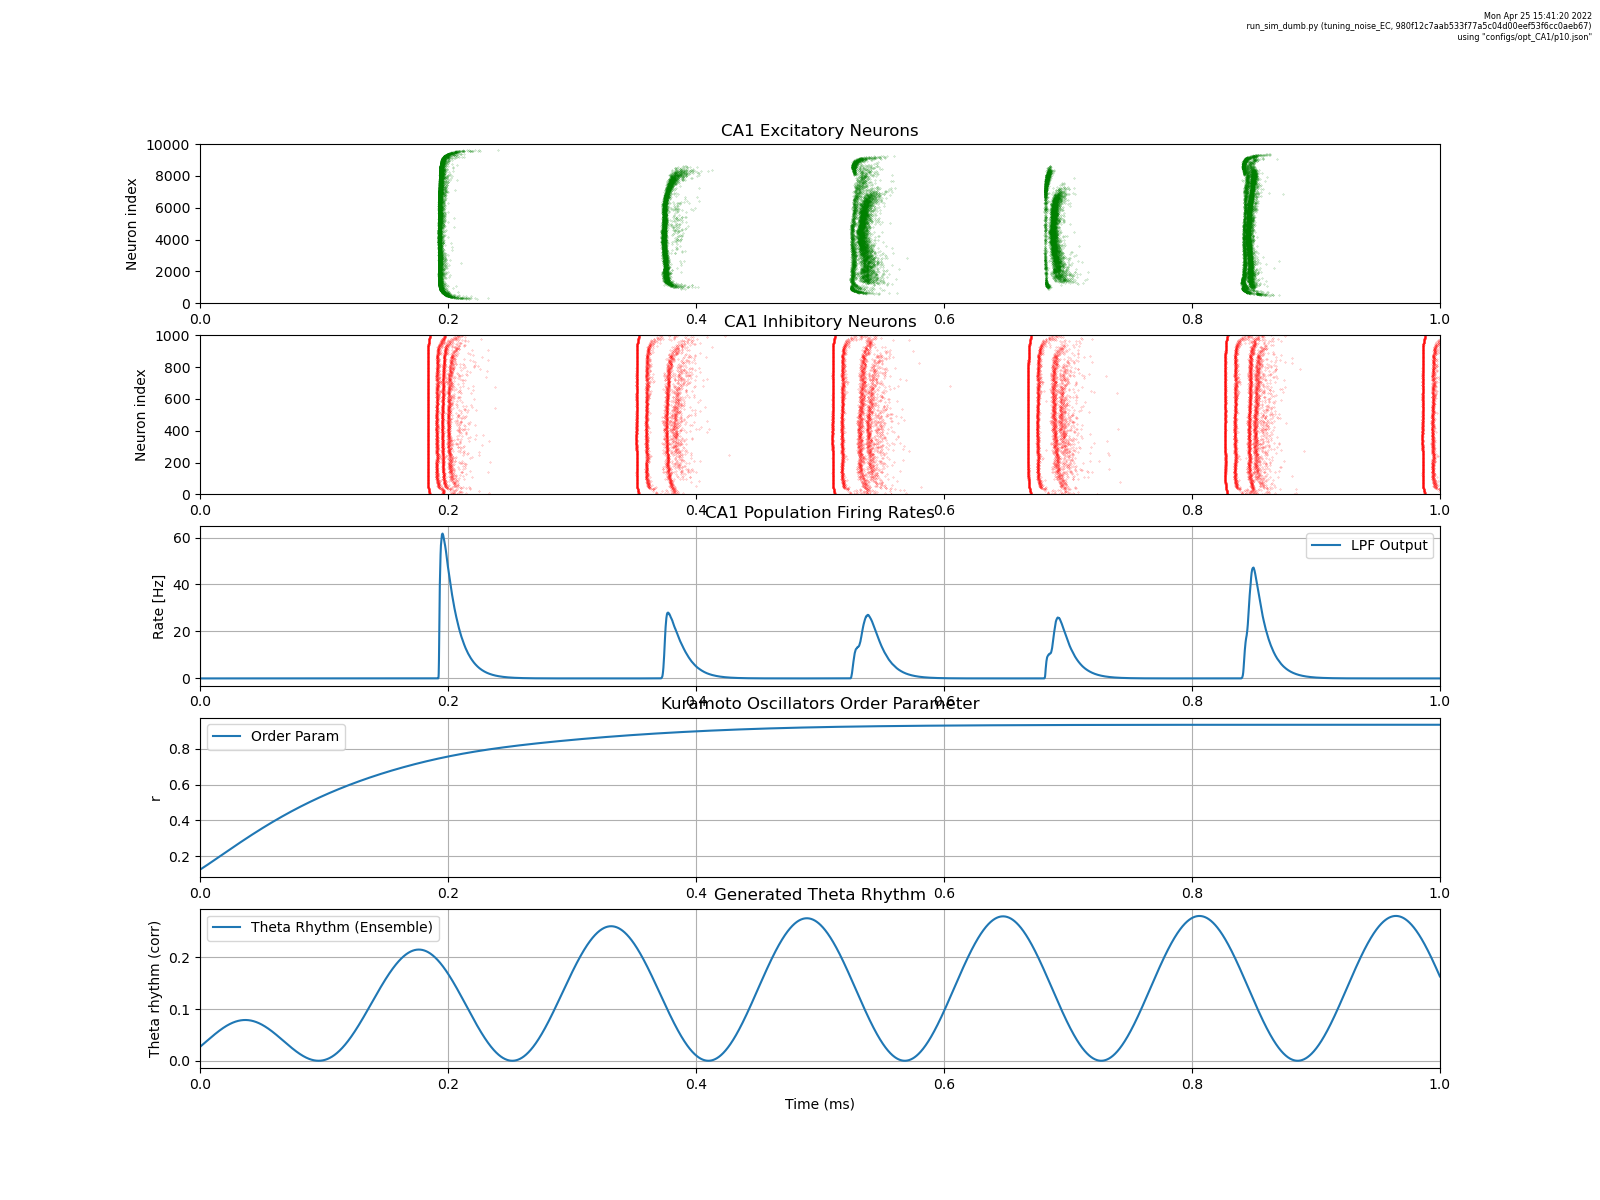 Mon Apr 25 15:41:20 2022
run_sim_dumb.py (tuning_noise_EC, 980f12c7aab533f77a5c04d00eef53f6cc0aeb67)
using "configs/opt_CA1/p10.json"
CA1 Excitatory Neurons
Neuron index
10000
8000
6000
4000
2000
0
0.0 0.2 0.4 0.6 0.8 1.0
CA1 Inhibitory Neurons
Neuron index
1000
800
600
400
200
0
0.0 0.2 0.4 0.6 0.8 1.0
CA1 Population Firing Rates
Rate [Hz]
60
40
20
0
LPF Output
0.0 0.2 0.4 0.6 0.8 1.0
Kuramoto Oscillators Order Parameter
r
0.8
0.6
0.4
0.2
Order Param
0.0 0.2 0.4 0.6 0.8 1.0
Generated Theta Rhythm
Theta rhythm (corr)
0.2
0.1
0.0
Theta Rhythm (Ensemble)
0.0 0.2 0.4 0.6 0.8 1.0
Time (ms)